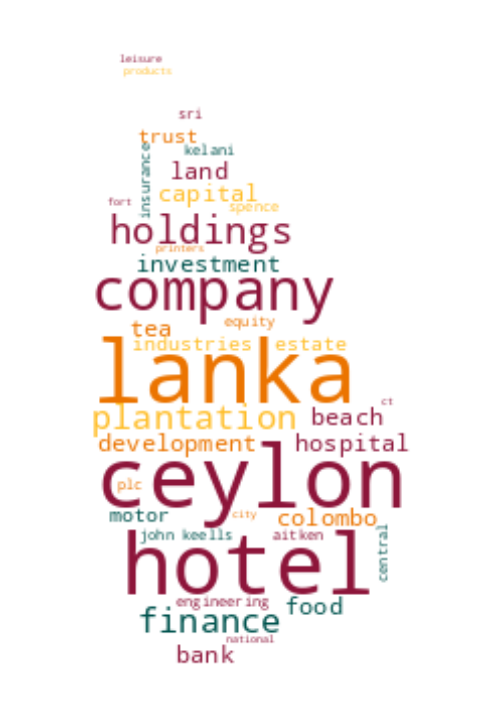 leisure
products
sri
trust
kelani
insurance
land
capital
fort
spence
holdings
printers
investment
company
equity
tea
industries
estate
lanka
ct
plantation
beach
development
hospital
ceylon
plc
motor
city
colombo
john keells
aitken
central
hotel
engineering
food
finance
national
bank